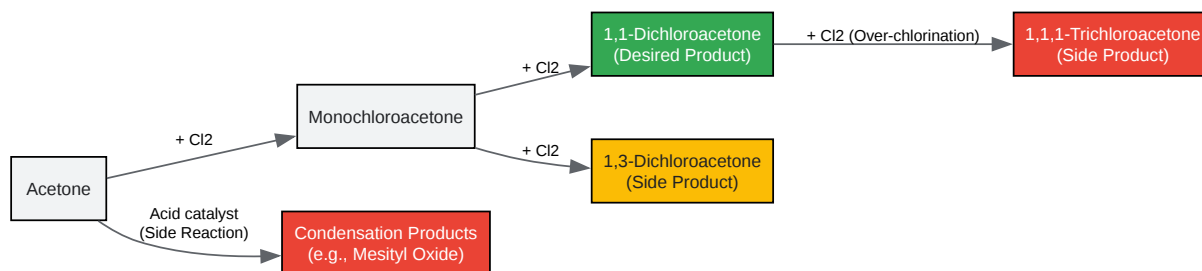 1,1-Dichloroacetone
(Desired Product)
+ Cl2 (Over-chlorination)
1,1,1-Trichloroacetone
(Side Product)
+ Cl2
Monochloroacetone
+ Cl2
+ Cl2
1,3-Dichloroacetone
(Side Product)
Acetone
Acid catalyst
(Side Reaction)
Condensation Products
(e.g., Mesityl Oxide)